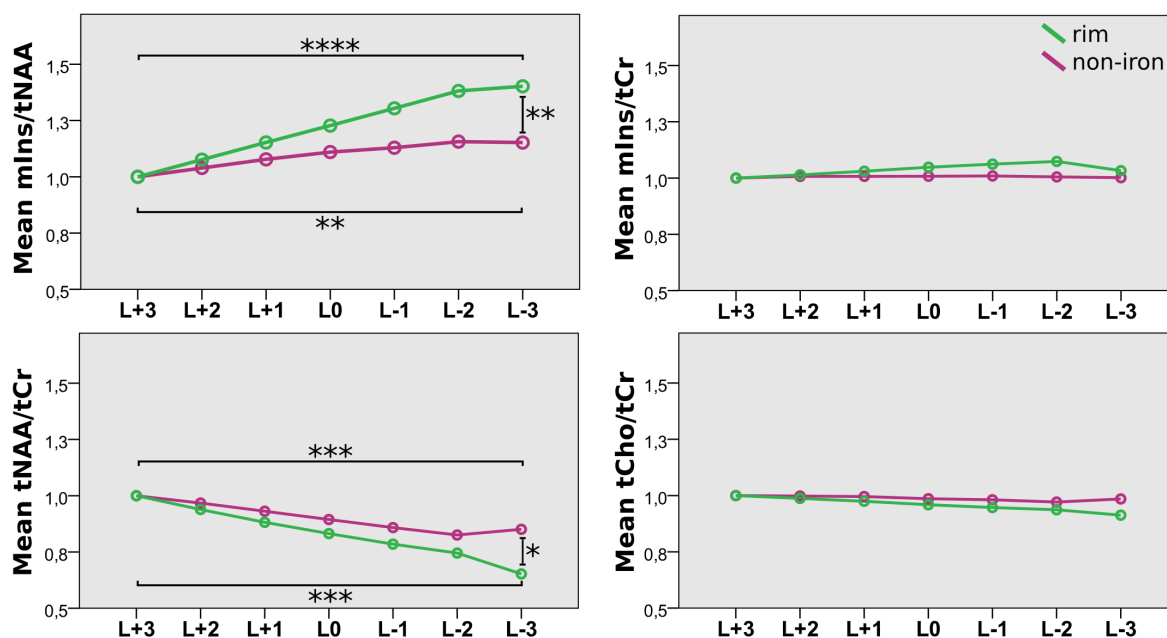 Mean mIns/tNAA
1,5
1,3
1,0
0,8
0,5
****
**
**
L+3 L+2 L+1 L0 L-1 L-2 L-3
Mean mIns/tCr
1,5
1,3
1,0
0,8
0,5
rim
non-iron
L+3 L+2 L+1 L0 L-1 L-2 L-3
Mean tNAA/tCr
1,5
1,3
1,0
0,8
0,5
***
*
***
L+3 L+2 L+1 L0 L-1 L-2 L-3
Mean tCho/tCr
1,5
1,3
1,0
0,8
0,5
L+3 L+2 L+1 L0 L-1 L-2 L-3